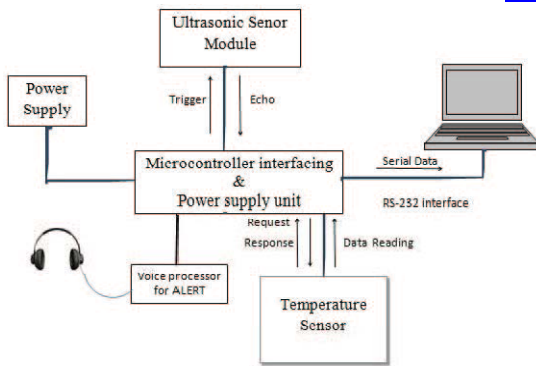 Ultrasonic Senor
Module
Power
Supply
Trigger
Echo
Microcontroller interfacing
&
Power supply unit
Serial Data
RS-232 interface
Request
Response
Data Reading
Voice processor
for ALERT
Temperature
Sensor